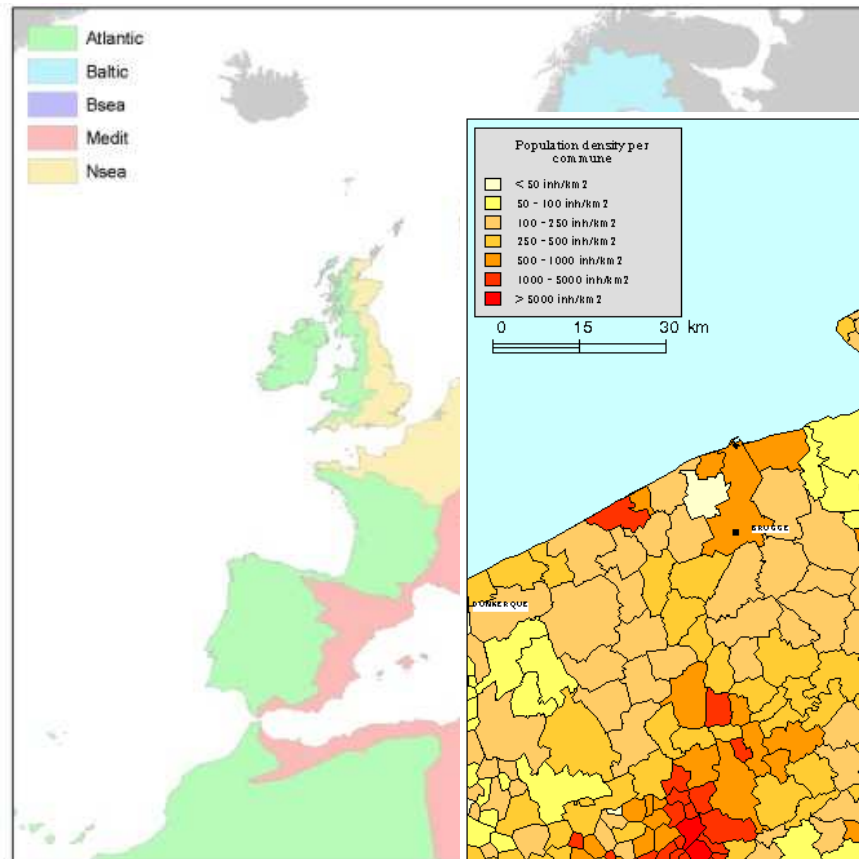 Atlantic
Baltic
Bsea
Medit
Nsea
Population density per
commune
< 50 inh/km2
50 - 100 inh/km2
100 - 250 inh/km2
250 - 500 inh/km2
500 - 1000 inh/km2
1000 - 5000 inh/km2
> 5000 inh/km2
0 15 30 km
BRUGGE
DUNKERQUE